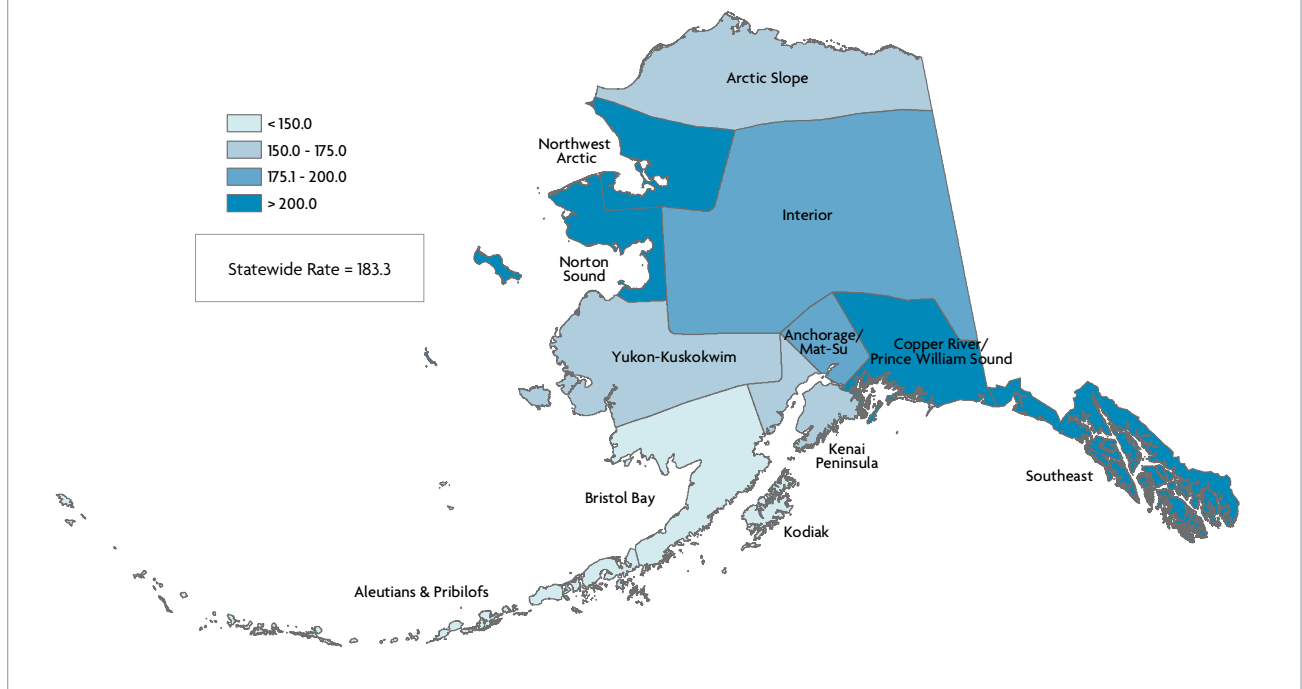 Arctic Slope
< 150.0
150.0 - 175.0
175.1 - 200.0
> 200.0
Northwest
Arctic
Interior
Statewide Rate = 183.3
Norton
Sound
Anchorage/
Mat-Su
Copper River/
Prince William Sound
Yukon-Kuskokwim
Kenai
Peninsula
Southeast
Bristol Bay
Kodiak
Aleutians & Pribilofs